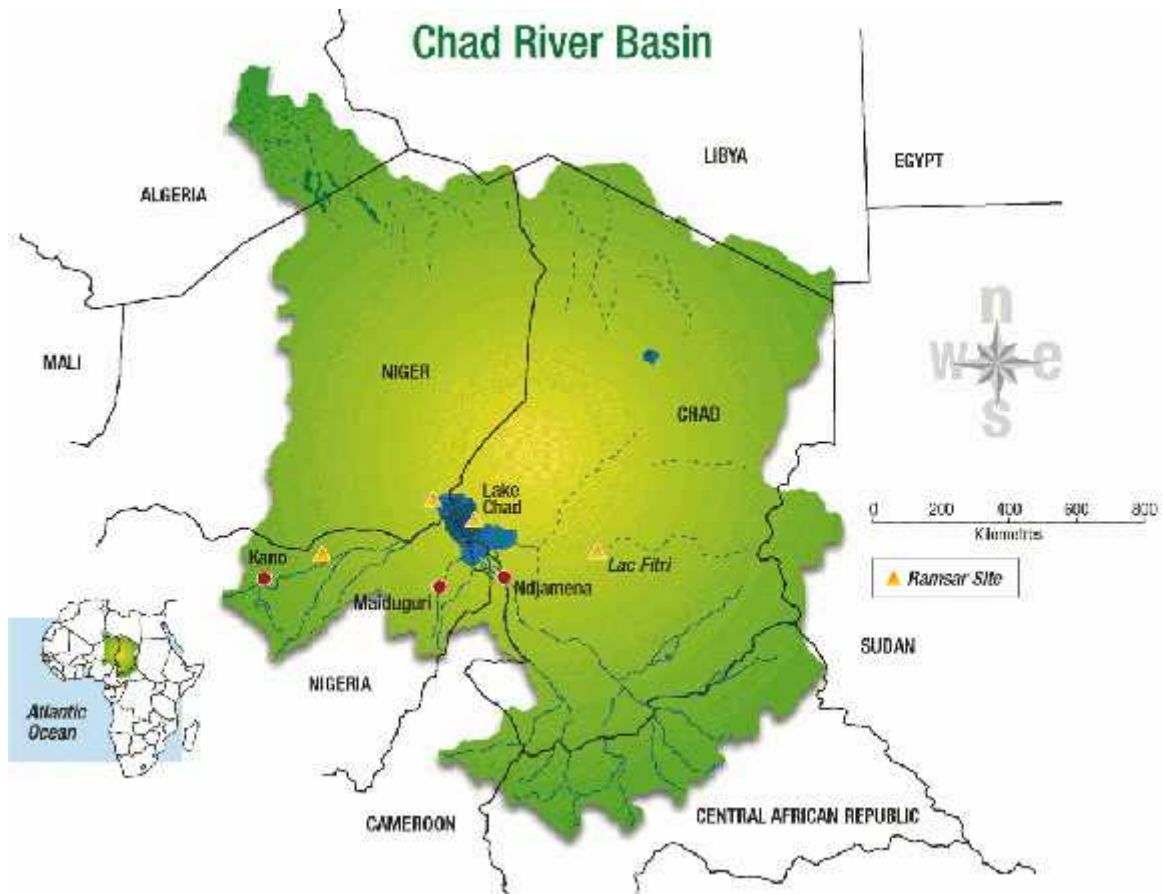 Chad River Basin
LIBYA
EGYPT
ALGERIA
n
w e
s
MALI
NIGER
CHAD
Lake
Chad
0 200 400 600 800
Kilometres
Kano
Lac Fitri
Ramsar Site
Maiduguri
Ndjamena
SUDAN
NIGERIA
Atlantic
Ocean
CAMEROON
CENTRAL AFRICAN REPUBLIC